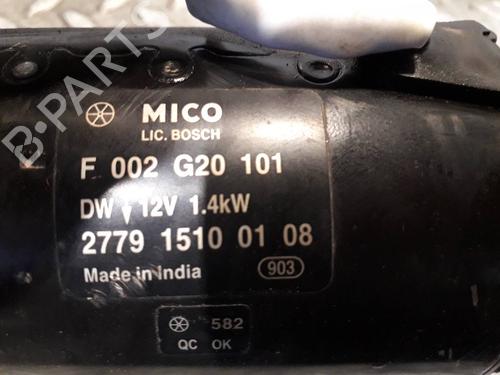 MICO
LIC. BOSCH
F 002 G20 101
DW 12V 1.4kW
2779 1510 01 08
Made in India 903
582
QC OK
B-PARTS